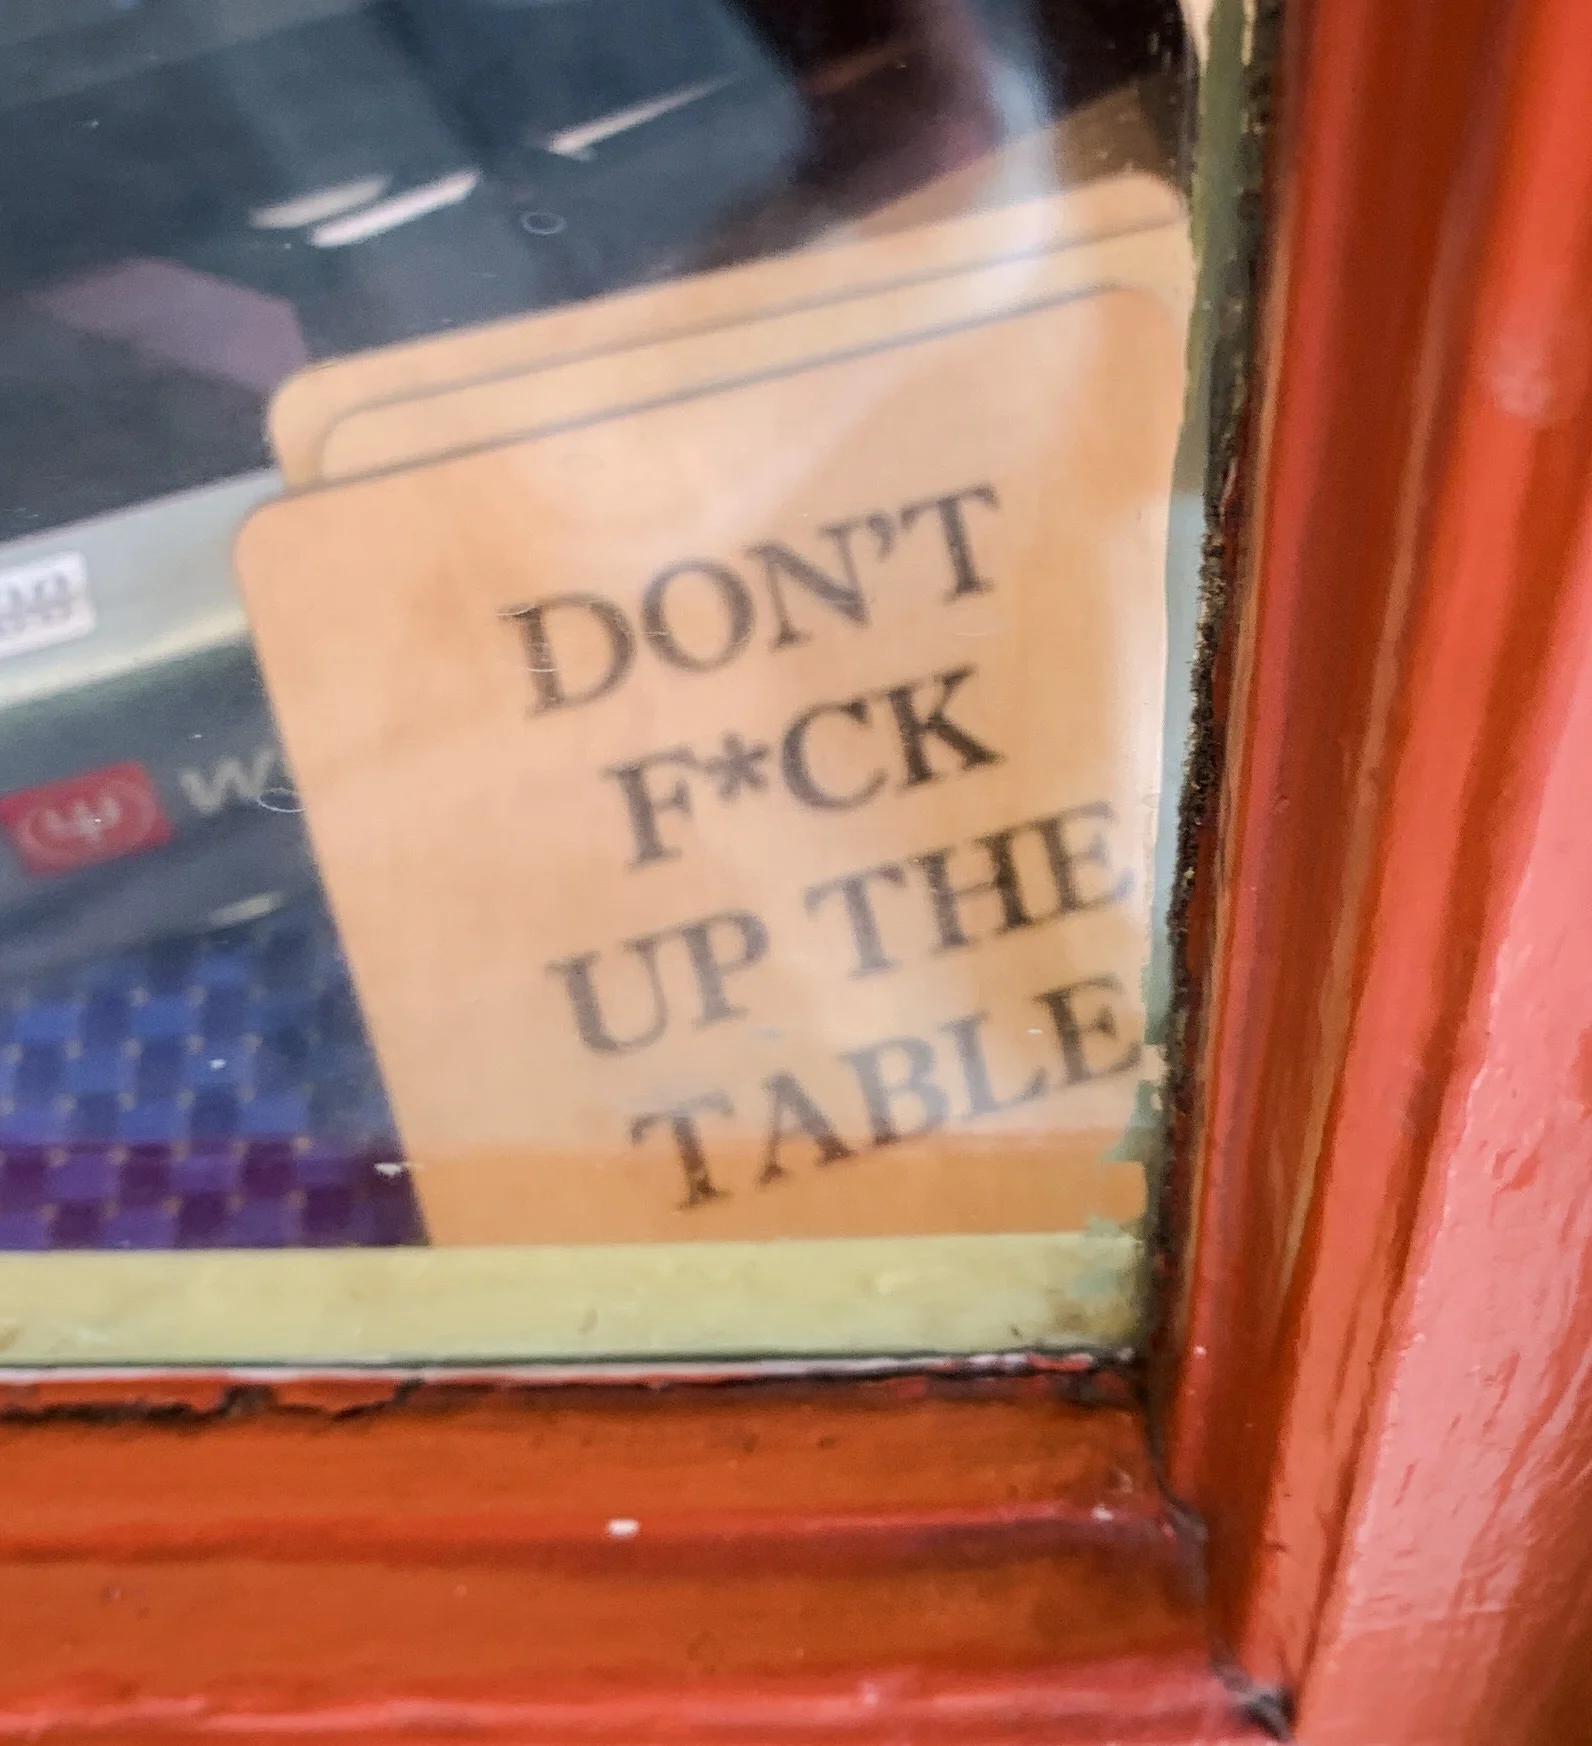 DON'T
F*CK
UP THE
TABLE